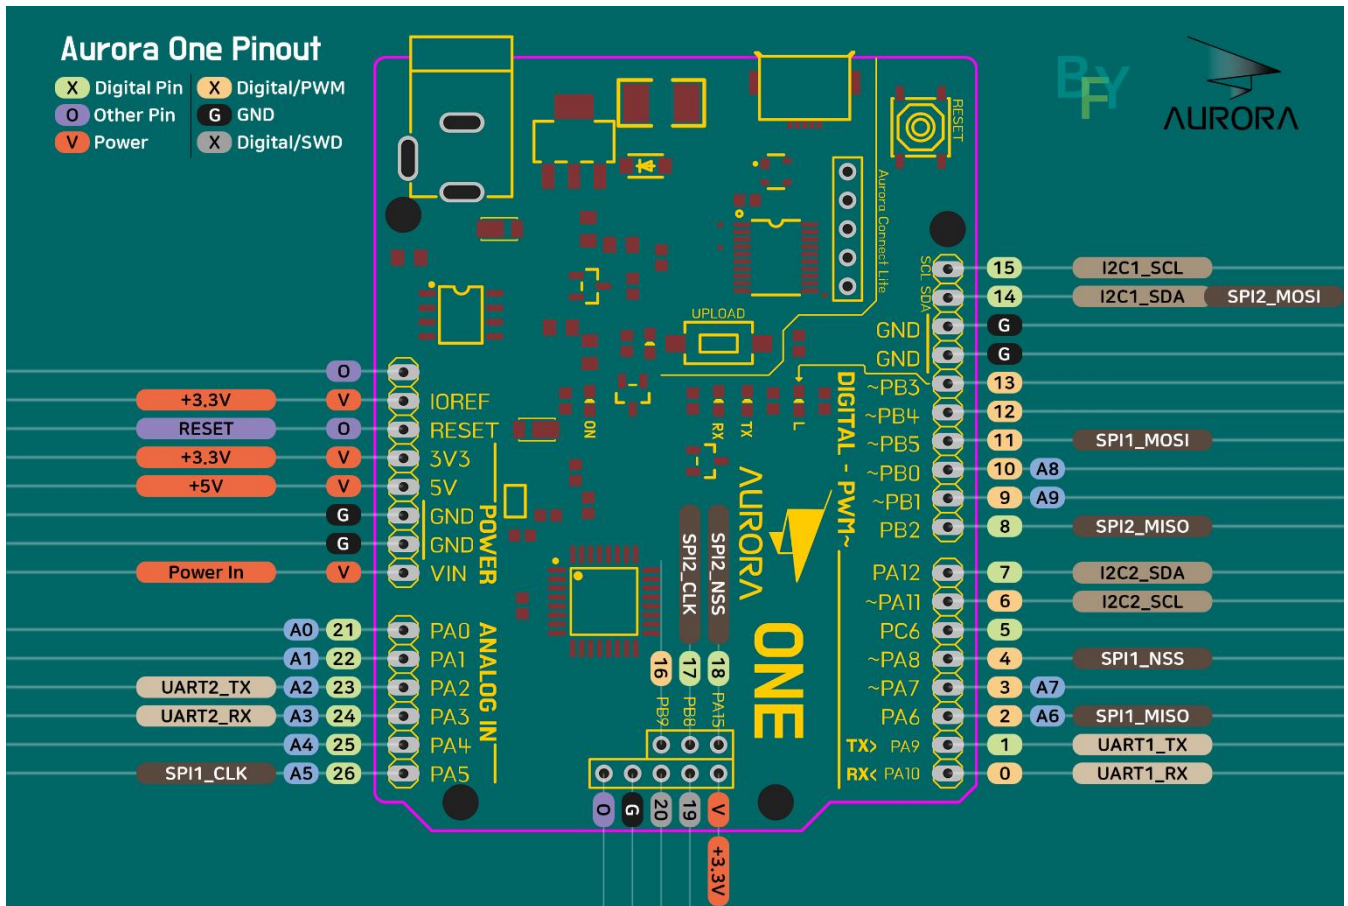 Aurora One Pinout
X Digital Pin X Digital/PWM
O Other Pin G GND
V Power X Digital/SWD
BFY
AURORA
RESET
Aurora Connect Lite
UPLOAD
ON
RX
TX
L
SCL 15 I2C1_SCL
SDA 14 I2C1_SDA SPI2_MOSI
GND G
GND G
~PB3 13
~PB4 12
~PB5 11 SPI1_MOSI
~PB0 10 A8
~PB1 9 A9
PB2 8 SPI2_MISO
DIGITAL - PWM~
PA12 7 I2C2_SDA
~PA11 6 I2C2_SCL
PC6 5
~PA8 4 SPI1_NSS
~PA7 3 A7
PA6 2 A6 SPI1_MISO
TX> PA9 1 UART1_TX
RX< PA10 0 UART1_RX
O
+3.3V V IOREF
RESET O RESET
+3.3V V 3V3
+5V V 5V
G GND
G GND
Power In V VIN
POWER
A0 21 PA0
A1 22 PA1
UART2_TX A2 23 PA2
UART2_RX A3 24 PA3
A4 25 PA4
SPI1_CLK A5 26 PA5
ANALOG IN
AURORA
ONE
16 PB9
SPI2_CLK 17 PB8
SPI2_NSS 18 PA15
O
G
20
19
V +3.3V